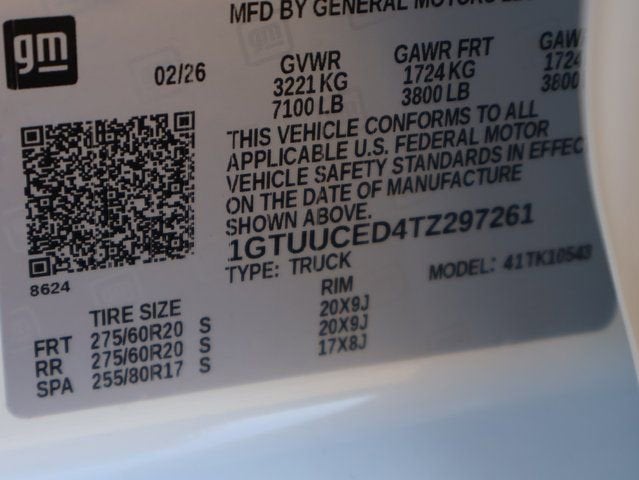 MFD BY GENERAL MOTORS
gm
02/26
GVWR GAWR FRT GAW
3221 KG 1724 KG 1724
7100 LB 3800 LB 3800
THIS VEHICLE CONFORMS TO ALL
APPLICABLE U.S. FEDERAL MOTOR
VEHICLE SAFETY STANDARDS IN EFFEC
ON THE DATE OF MANUFACTURE
SHOWN ABOVE.
1GTUUCED4TZ297261
TYPE: TRUCK MODEL: 41TK10543
8624
TIRE SIZE RIM
FRT 275/60R20 S 20X9J
RR 275/60R20 S 20X9J
SPA 255/80R17 S 17X8J